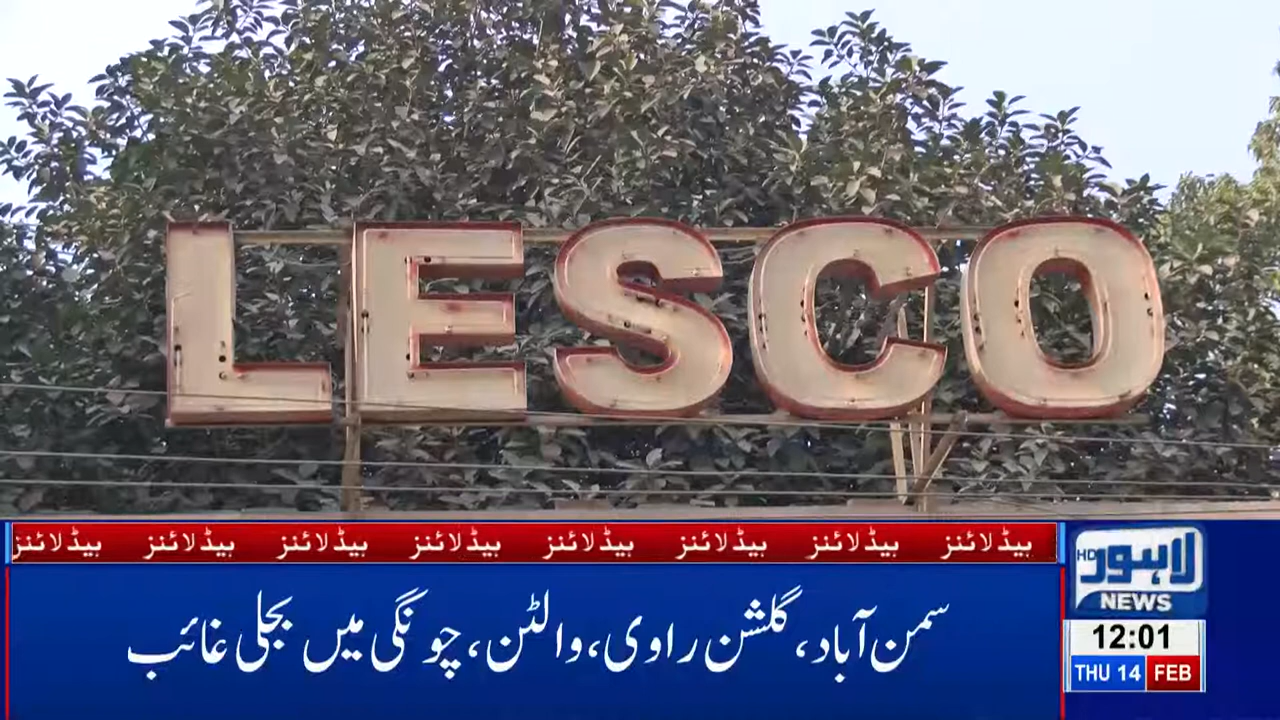 LESCO
ہیڈلائنز ہیڈلائنز ہیڈلائنز ہیڈلائنز ہیڈلائنز ہیڈلائنز ہیڈلائنز ہیڈلائنز
سمن آباد، گلشن راوی، والٹن، چونگی میں بجلی غائب
لاہور HD
NEWS
12:01
THU 14 FEB